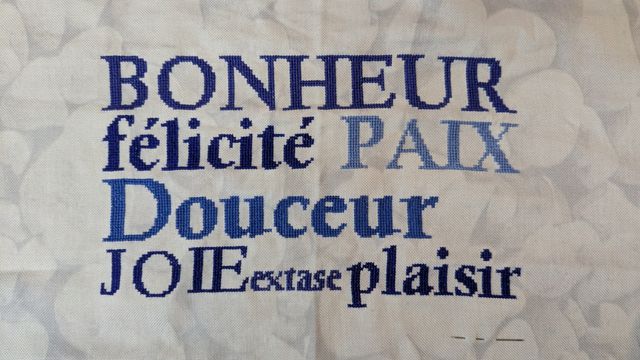 BONHEUR
félicité PAIX
Douceur
JOIE extase plaisir